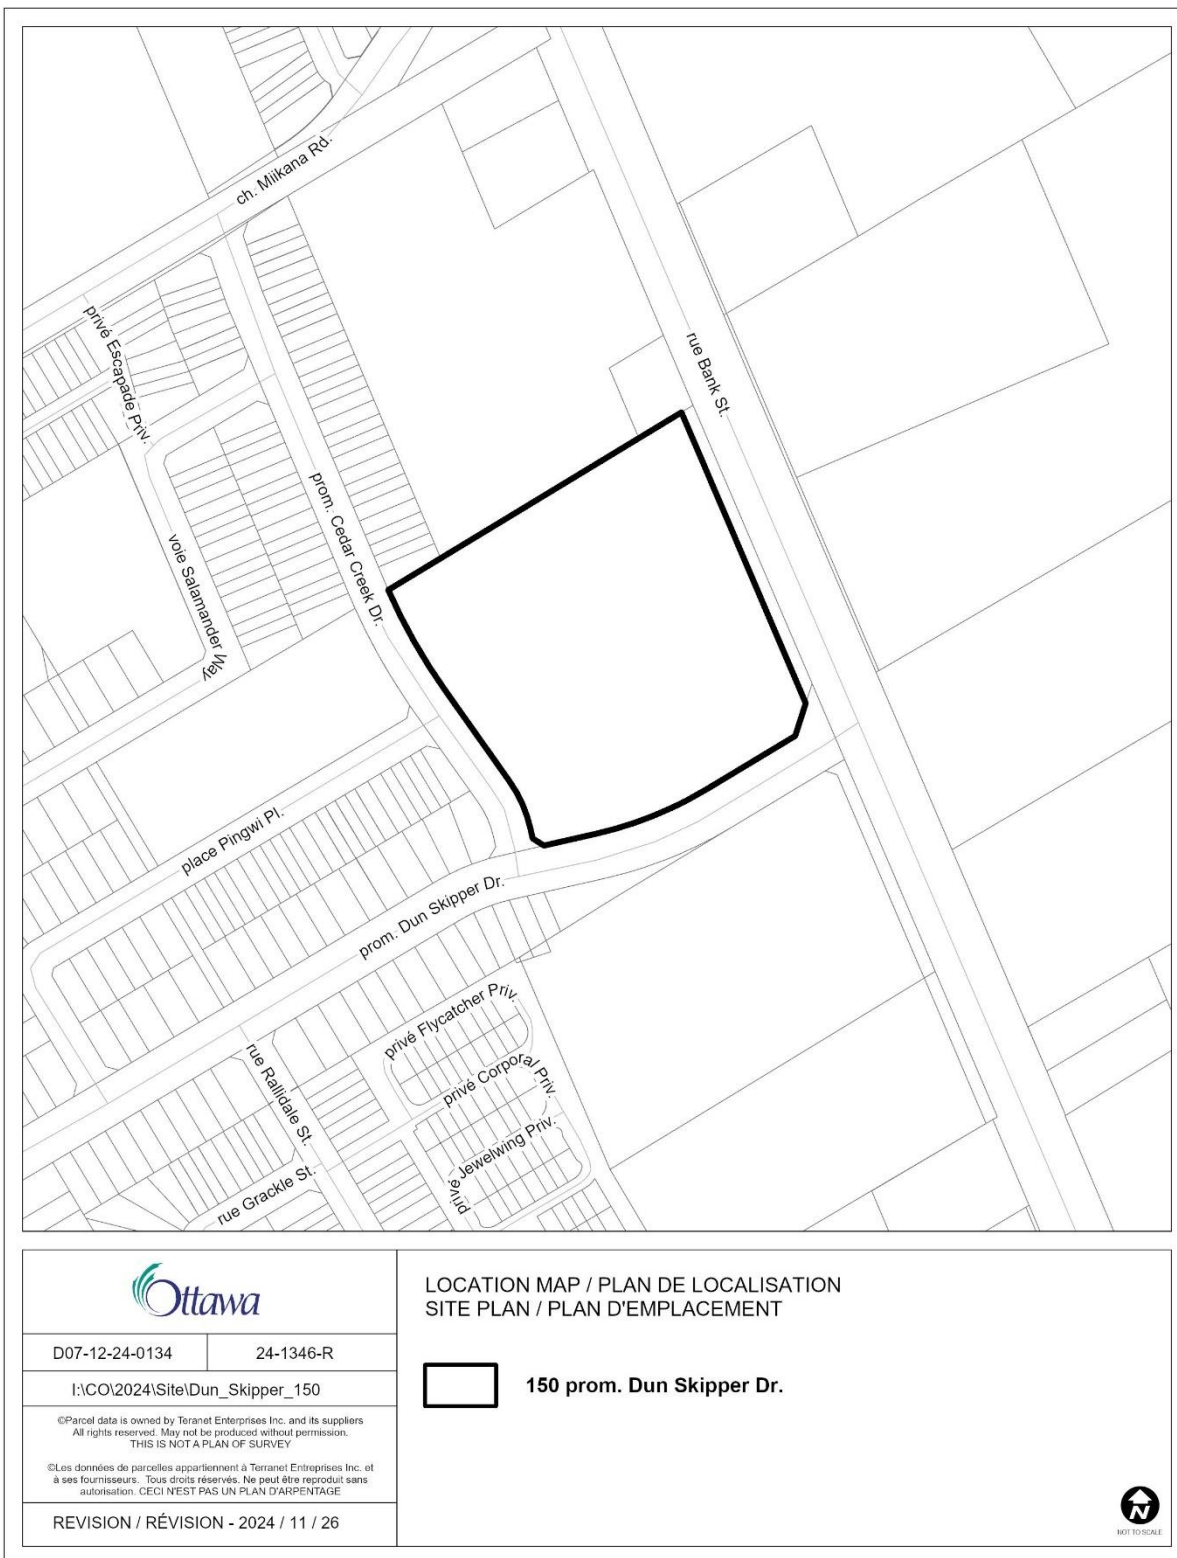 ch. Miikana Rd.
privé Escapade Priv.
rue Bank St.
prom. Cedar Creek Dr.
voie Salamander Way
place Pingwi Pl.
prom. Dun Skipper Dr.
privé Flycatcher Priv.
privé Corporal Priv.
rue Rallidale St.
privé Jewelwing Priv.
rue Grackle St.
Ottawa
D07-12-24-0134
24-1346-R
I:\CO\2024\Site\Dun_Skipper_150
©Parcel data is owned by Teranet Enterprises Inc. and its suppliers
All rights reserved. May not be produced without permission.
THIS IS NOT A PLAN OF SURVEY
©Les données de parcelles appartiennent à Terranet Entreprises Inc. et
à ses fournisseurs. Tous droits réservés. Ne peut être reproduit sans
autorisation. CECI N'EST PAS UN PLAN D'ARPENTAGE
REVISION / RÉVISION - 2024 / 11 / 26
LOCATION MAP / PLAN DE LOCALISATION
SITE PLAN / PLAN D'EMPLACEMENT
150 prom. Dun Skipper Dr.
N
NOT TO SCALE